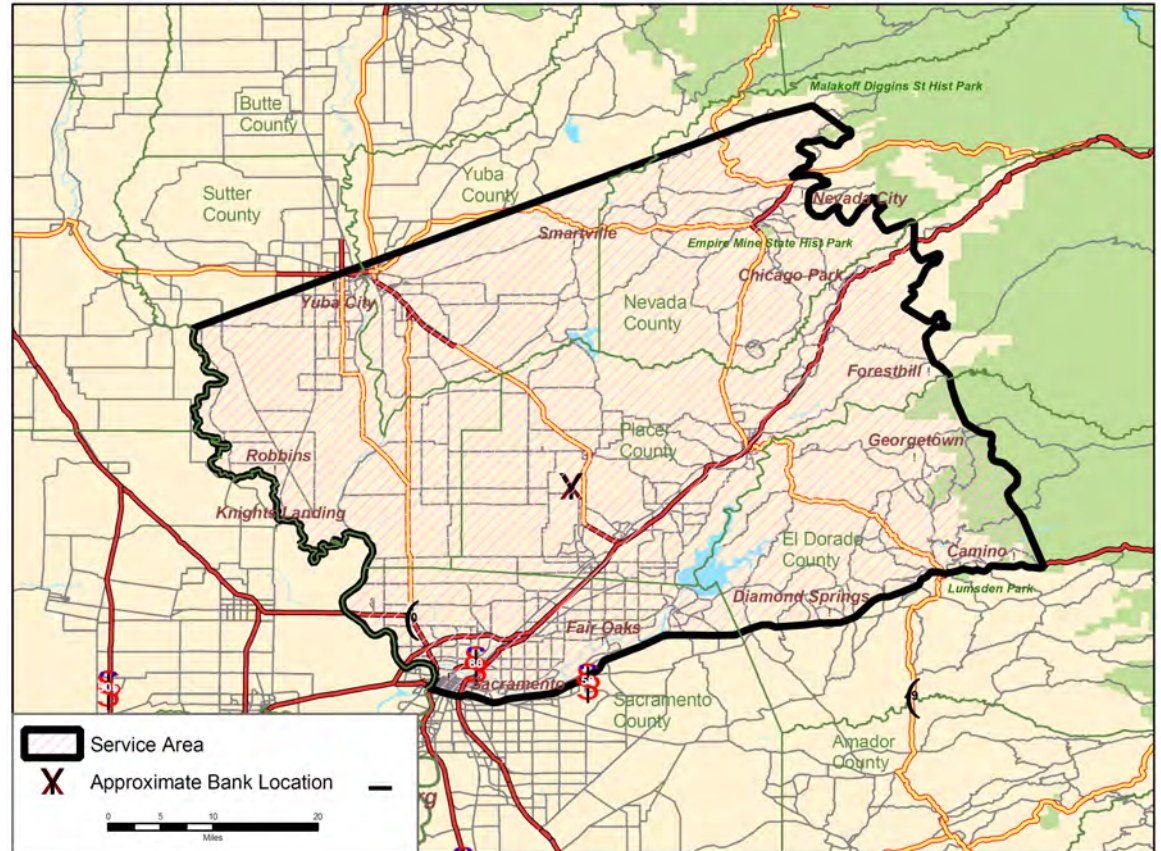 Malakoff Diggins St Hist Park
Butte
County
Yuba
County
Sutter
County
Nevada City
Smartville
Empire Mine State Hist Park
Chicago Park
Yuba City
Nevada
County
Forestbill
Placer
County
Georgetown
Robbins
Knights Landing
El Dorado
County
Camino
Lumsden Park
Diamond Springs
Fair Oaks
Sacramento
Sacramento
County
Amador
County
Service Area
Approximate Bank Location
rg
0 5 10 20
Miles